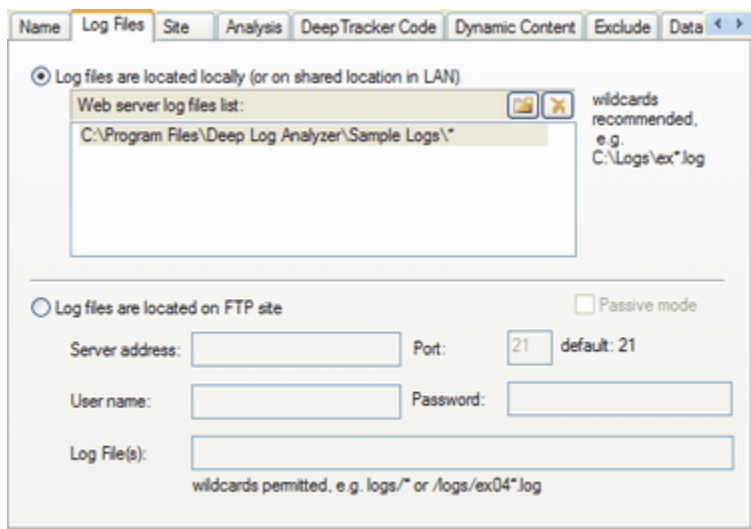 Name Log Files Site Analysis DeepTracker Code Dynamic Content Exclude Data
Log files are located locally (or on shared location in LAN)
Web server log files list:
C:\Program Files\Deep Log Analyzer\Sample Logs\*
wildcards
recommended,
e.g.
C:\Logs\ex*.log
Log files are located on FTP site
Passive mode
Server address:
Port: 21 default: 21
User name:
Password:
Log File(s):
wildcards permitted, e.g. logs/* or /logs/ex04*.log